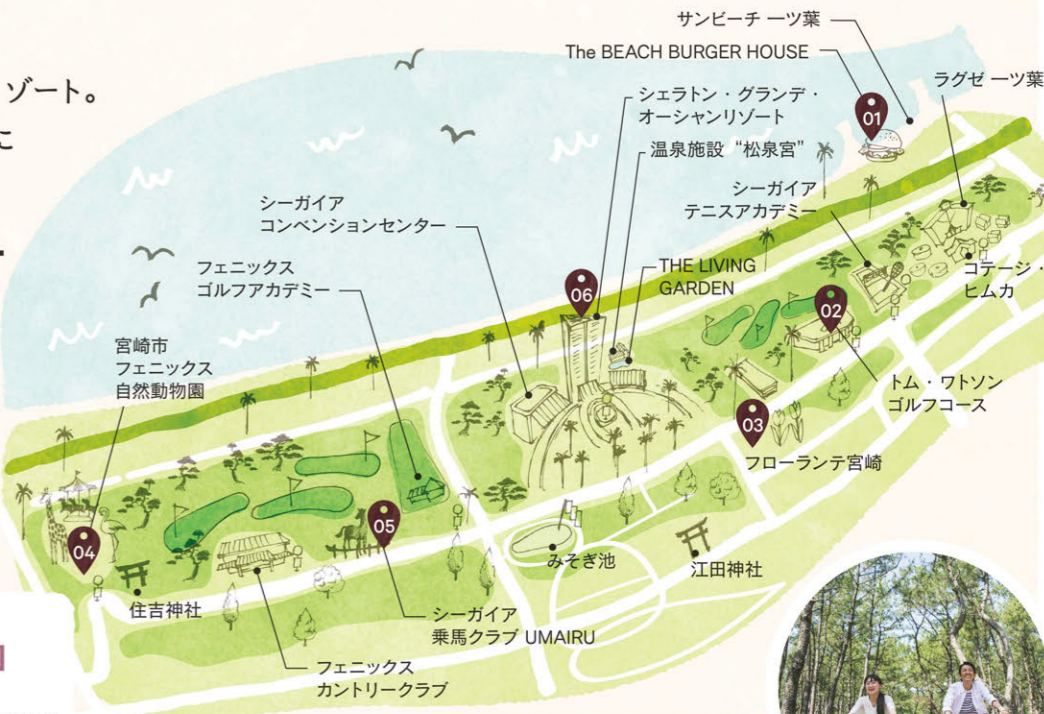 ゾート。
に
サンビーチ 一ツ葉
The BEACH BURGER HOUSE
ラグゼ 一ツ葉
シェラトン・グランデ・
オーシャンリゾート
温泉施設 “松泉宮”
シーガイア
テニスアカデミー
シーガイア
コンベンションセンター
フェニックス
ゴルフアカデミー
THE LIVING
GARDEN
コテージ・
ヒムカ
宮崎市
フェニックス
自然動物園
トム・ワトソン
ゴルフコース
フローランテ宮崎
みそぎ池
江田神社
住吉神社
シーガイア
乗馬クラブ UMAIRU
フェニックス
カントリークラブ
01
02
03
04
05
06